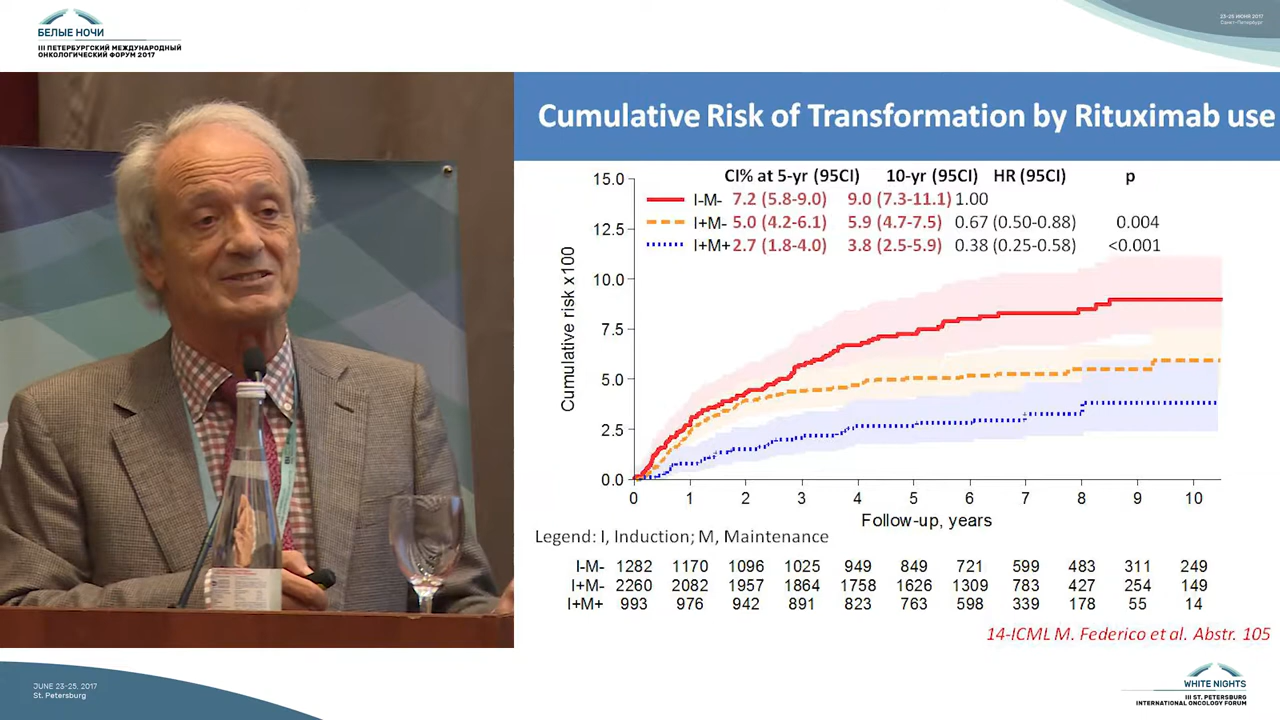 БЕЛЫЕ НОЧИ
III ПЕТЕРБУРГСКИЙ МЕЖДУНАРОДНЫЙ
ОНКОЛОГИЧЕСКИЙ ФОРУМ 2017
23-25 ИЮНЯ 2017
Санкт-Петербург
Cumulative Risk of Transformation by Rituximab use
CI% at 5-yr (95CI) 10-yr (95CI) HR (95CI) p
I-M- 7.2 (5.8-9.0) 9.0 (7.3-11.1) 1.00
I+M- 5.0 (4.2-6.1) 5.9 (4.7-7.5) 0.67 (0.50-0.88) 0.004
I+M+ 2.7 (1.8-4.0) 3.8 (2.5-5.9) 0.38 (0.25-0.58) <0.001
15.0
12.5
10.0
7.5
5.0
2.5
0.0
Cumulative risk x100
0 1 2 3 4 5 6 7 8 9 10
Follow-up, years
Legend: I, Induction; M, Maintenance
I-M- 1282 1170 1096 1025 949 849 721 599 483 311 249
I+M- 2260 2082 1957 1864 1758 1626 1309 783 427 254 149
I+M+ 993 976 942 891 823 763 598 339 178 55 14
14-ICML M. Federico et al. Abstr. 105
JUNE 23-25, 2017
St. Petersburg
WHITE NIGHTS
III ST. PETERSBURG
INTERNATIONAL ONCOLOGY FORUM